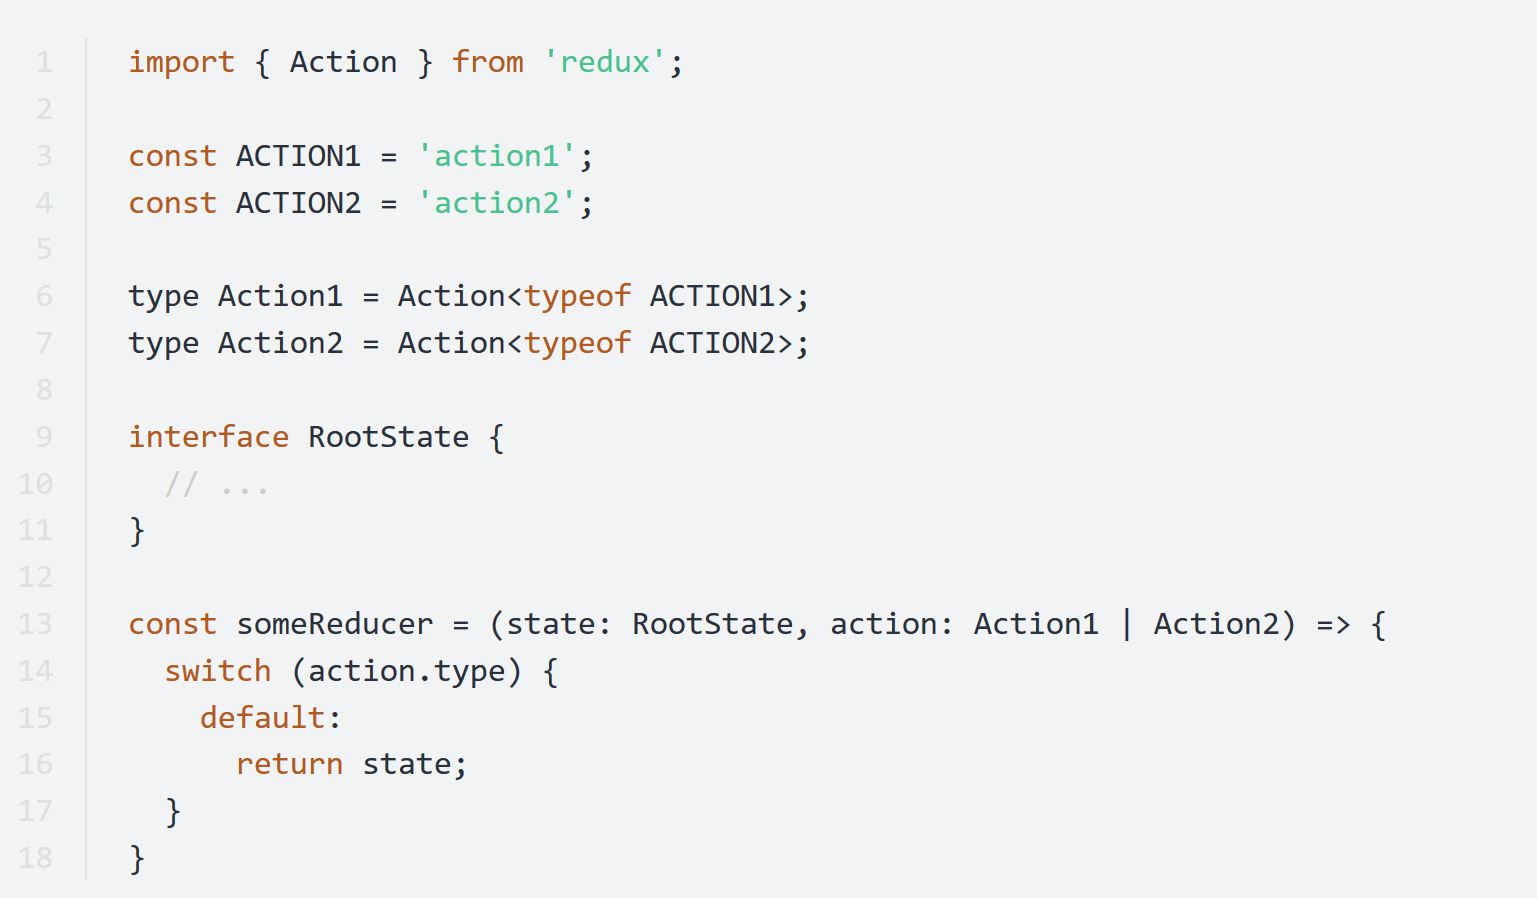 1 import { Action } from 'redux';
2
3 const ACTION1 = 'action1';
4 const ACTION2 = 'action2';
5
6 type Action1 = Action<typeof ACTION1>;
7 type Action2 = Action<typeof ACTION2>;
8
9 interface RootState {
10   // ...
11 }
12
13 const someReducer = (state: RootState, action: Action1 | Action2) => {
14   switch (action.type) {
15     default:
16       return state;
17   }
18 }